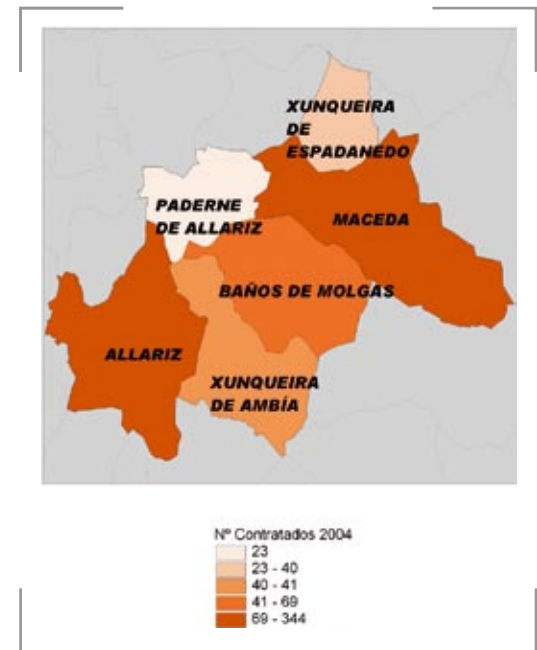 XUNQUEIRA
DE
ESPADANEDO
PADERNE
DE ALLARIZ
MACEDA
BAÑOS DE MOLGAS
ALLARIZ
XUNQUEIRA
DE AMBÍA
Nº Contratados 2004
23
23 - 40
40 - 41
41 - 69
69 - 344